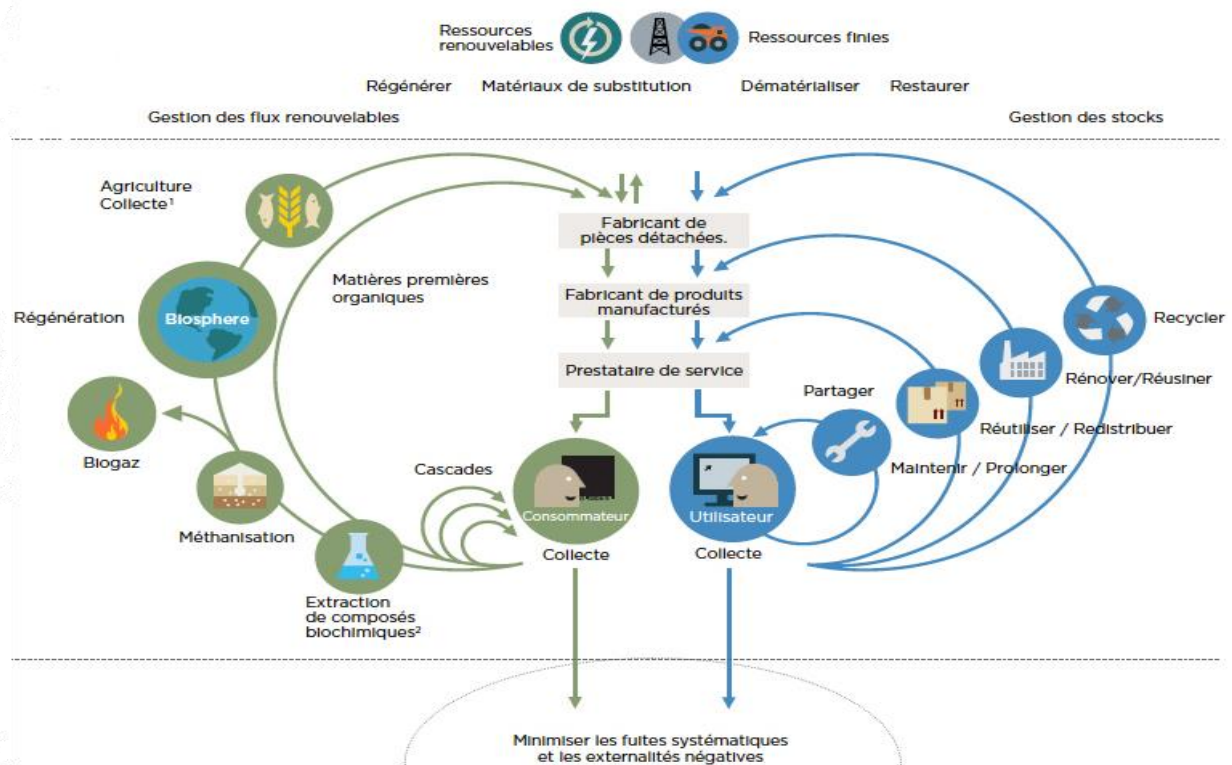 Ressources
renouvelables
Ressources finies
Régénérer
Matériaux de substitution
Dématérialiser
Restaurer
Gestion des flux renouvelables
Gestion des stocks
Agriculture
Collecte¹
Fabricant de
pièces détachées.
Matières premières
organiques
Régénération
Biosphere
Fabricant de produits
manufacturés
Recycler
Rénover/Réusiner
Prestataire de service
Partager
Réutiliser / Redistribuer
Biogaz
Maintenir / Prolonger
Cascades
Consommateur
Utilisateur
Méthanisation
Collecte
Collecte
Extraction
de composés
biochimiques²
Minimiser les fuites systématiques
et les externalités négatives